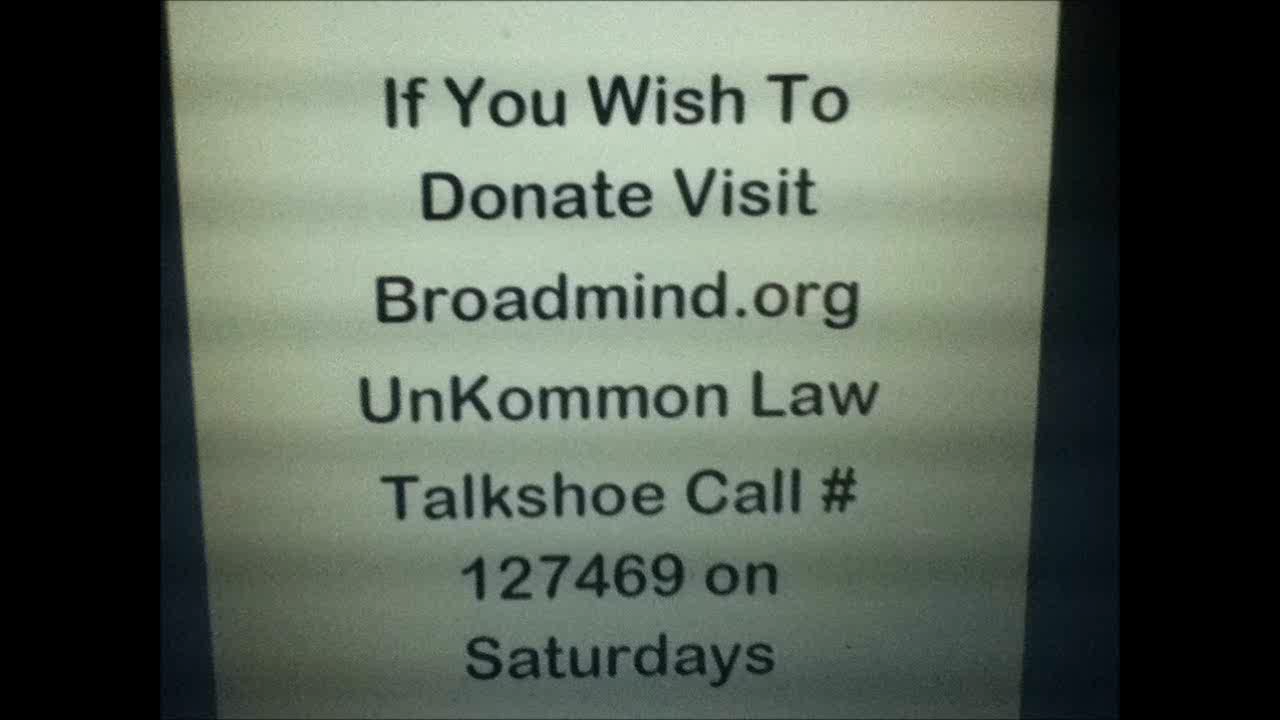 If You Wish To
Donate Visit
Broadmind.org
UnKommon Law
Talkshoe Call #
127469 on
Saturdays